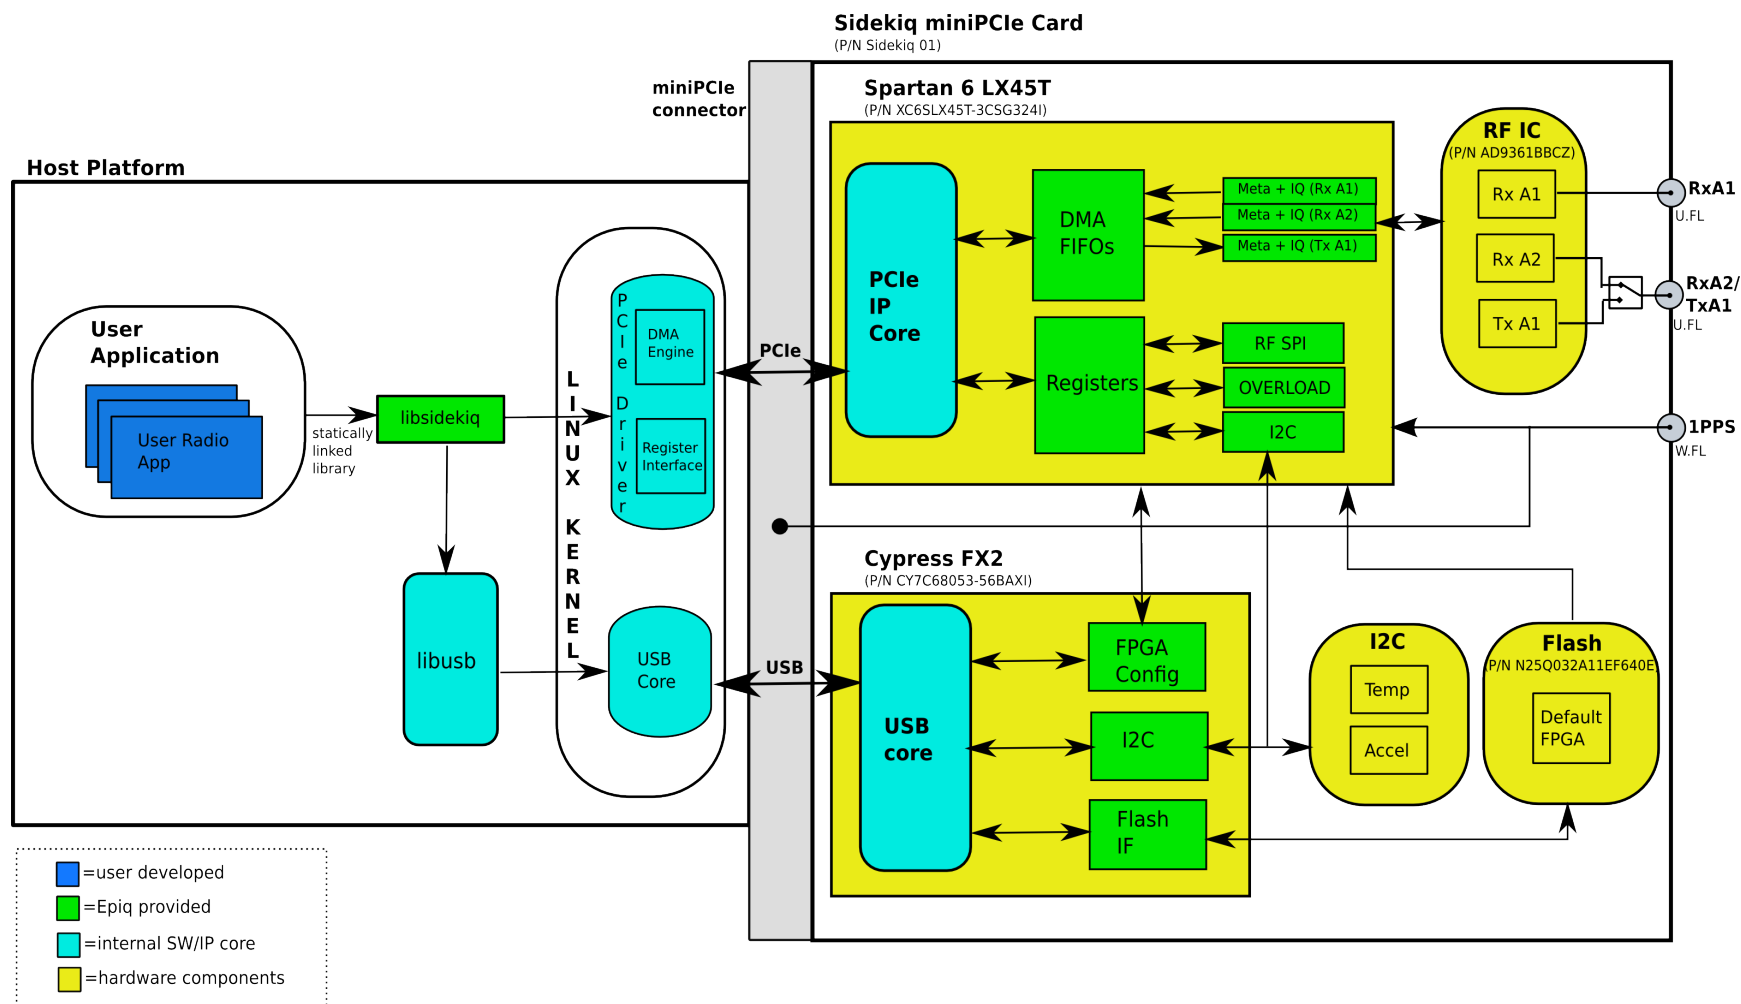 Sidekiq miniPCIe Card
(P/N Sidekiq 01)
miniPCIe
connector
Spartan 6 LX45T
(P/N XC6SLX45T-3CSG324I)
RF IC
(P/N AD9361BBCZ)
Rx A1
Rx A2
Tx A1
RxA1
U.FL
RxA2/
TxA1
U.FL
1PPS
W.FL
PCIe
IP
Core
DMA
FIFOs
Meta + IQ (Rx A1)
Meta + IQ (Rx A2)
Meta + IQ (Tx A1)
Registers
RF SPI
OVERLOAD
I2C
Host Platform
User
Application
User Radio
App
statically
linked
library
libsidekiq
libusb
LINUX KERNEL
PCIe Driver
DMA
Engine
Register
Interface
USB
Core
PCIe
USB
Cypress FX2
(P/N CY7C68053-56BAXI)
USB
core
FPGA
Config
I2C
Flash
IF
I2C
Temp
Accel
Flash
(P/N N25Q032A11EF640E)
Default
FPGA
=user developed
=Epiq provided
=internal SW/IP core
=hardware components